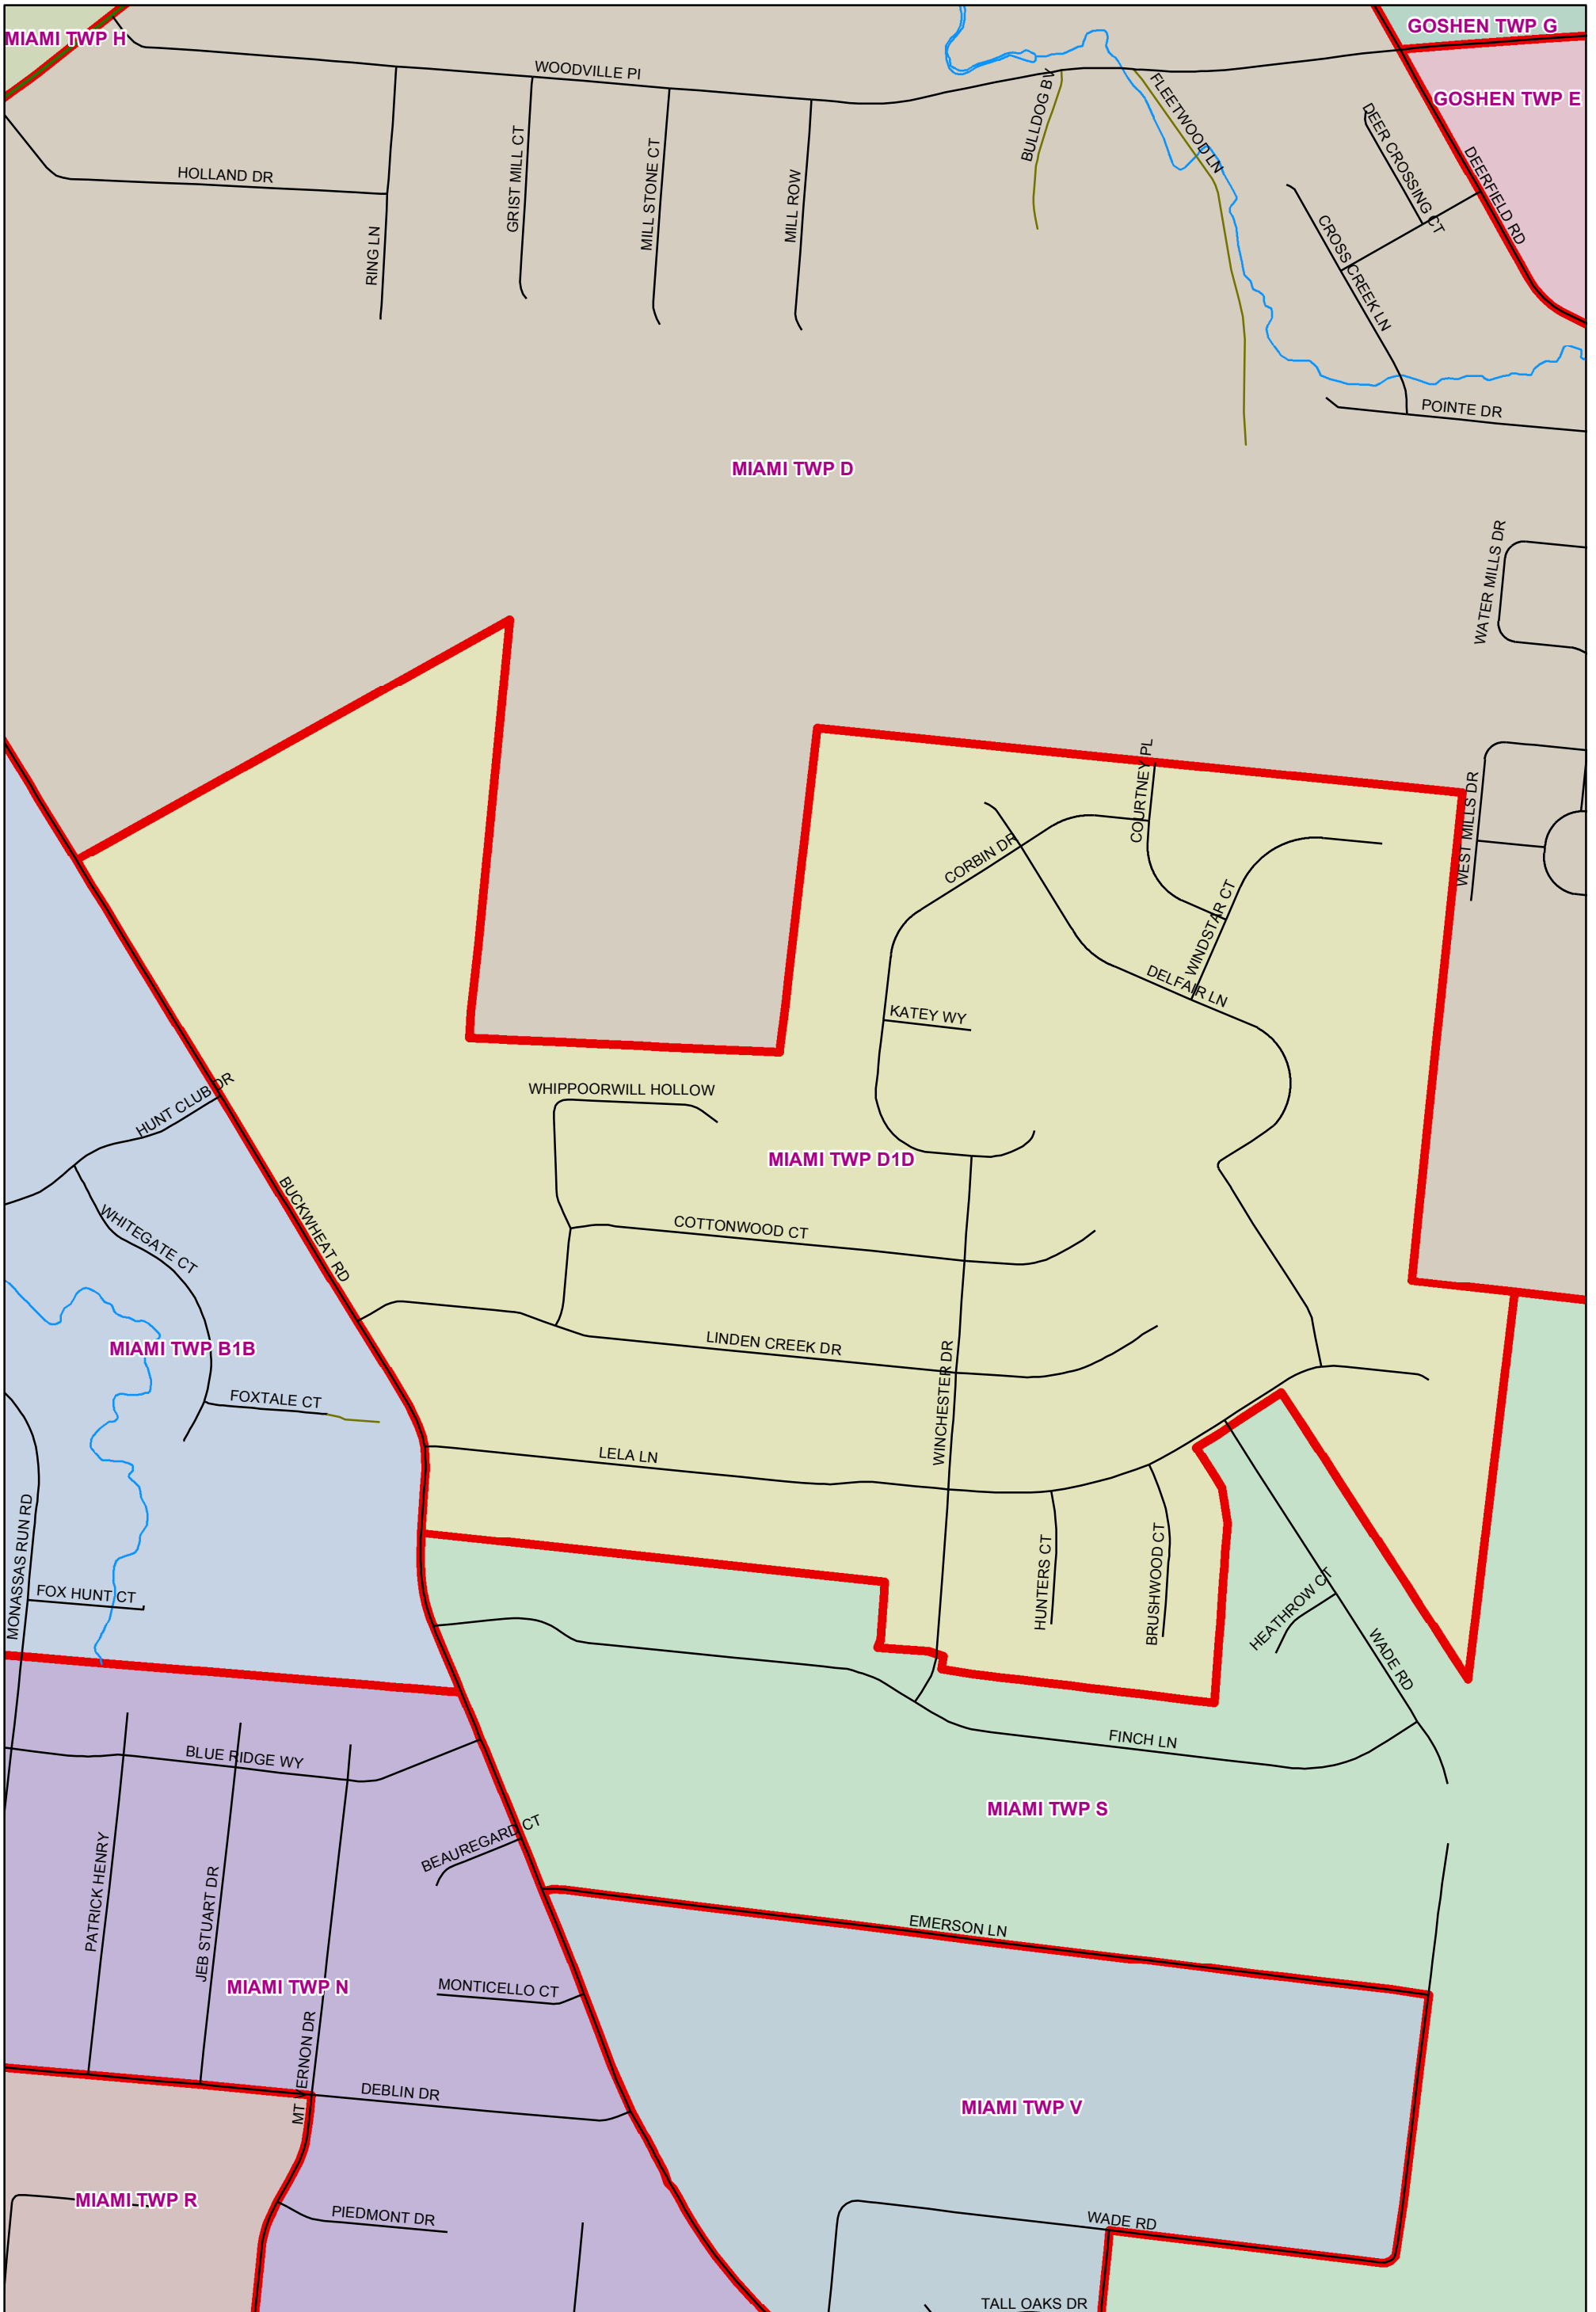 MIAMI TWP H
GOSHEN TWP G
WOODVILLE PI
GOSHEN TWP E
BULLDOG BV
FLEETWOOD LN
DEER CROSSING CT
DEERFIELD RD
HOLLAND DR
GRIST MILL CT
MILL STONE CT
MILL ROW
RING LN
CROSS CREEK LN
POINTE DR
MIAMI TWP D
WATER MILLS DR
COURTNEY PL
WEST MILLS DR
CORBIN DR
WINDSTAR CT
DELFAIR LN
KATEY WY
WHIPPOORWILL HOLLOW
HUNT CLUB DR
MIAMI TWP D1D
BUCKWHEAT RD
WHITEGATE CT
COTTONWOOD CT
MIAMI TWP B1B
LINDEN CREEK DR
WINCHESTER DR
FOXTALE CT
LELA LN
MONASSAS RUN RD
FOX HUNT CT
HUNTERS CT
BRUSHWOOD CT
HEATHROW CT
WADE RD
FINCH LN
BLUE RIDGE WY
MIAMI TWP S
BEAUREGARD CT
PATRICK HENRY
JEB STUART DR
EMERSON LN
MIAMI TWP N
MONTICELLO CT
MT VERNON DR
DEBLIN DR
MIAMI TWP V
MIAMI TWP R
PIEDMONT DR
WADE RD
TALL OAKS DR